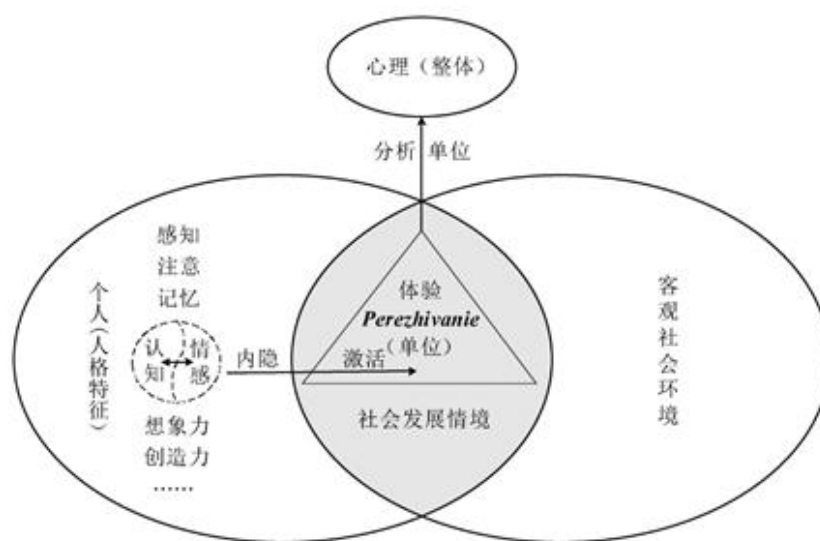 心理（整体）
分析 单位
感知
注意
记忆
个人（人格特征）
认知 情感
想象力
创造力
……
内隐 激活
体验
Perezhivanie
（单位）
社会发展情境
客观社会环境